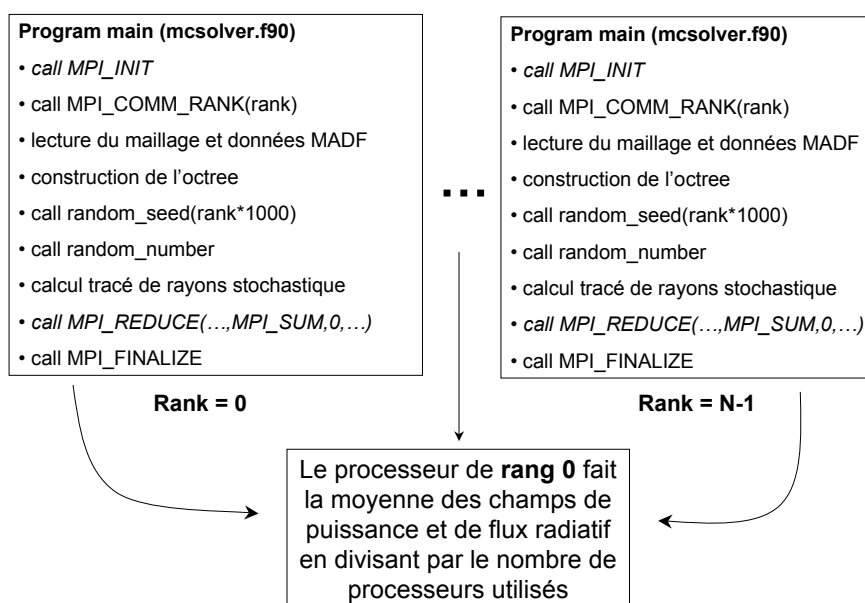 Program main (mcsolver.f90)
• call MPI_INIT
• call MPI_COMM_RANK(rank)
• lecture du maillage et données MADF
• construction de l'octree
• call random_seed(rank*1000)
• call random_number
• calcul tracé de rayons stochastique
• call MPI_REDUCE(…,MPI_SUM,0,…)
• call MPI_FINALIZE
Rank = 0
...
Program main (mcsolver.f90)
• call MPI_INIT
• call MPI_COMM_RANK(rank)
• lecture du maillage et données MADF
• construction de l'octree
• call random_seed(rank*1000)
• call random_number
• calcul tracé de rayons stochastique
• call MPI_REDUCE(…,MPI_SUM,0,…)
• call MPI_FINALIZE
Rank = N-1
Le processeur de rang 0 fait
la moyenne des champs de
puissance et de flux radiatif
en divisant par le nombre de
processeurs utilisés